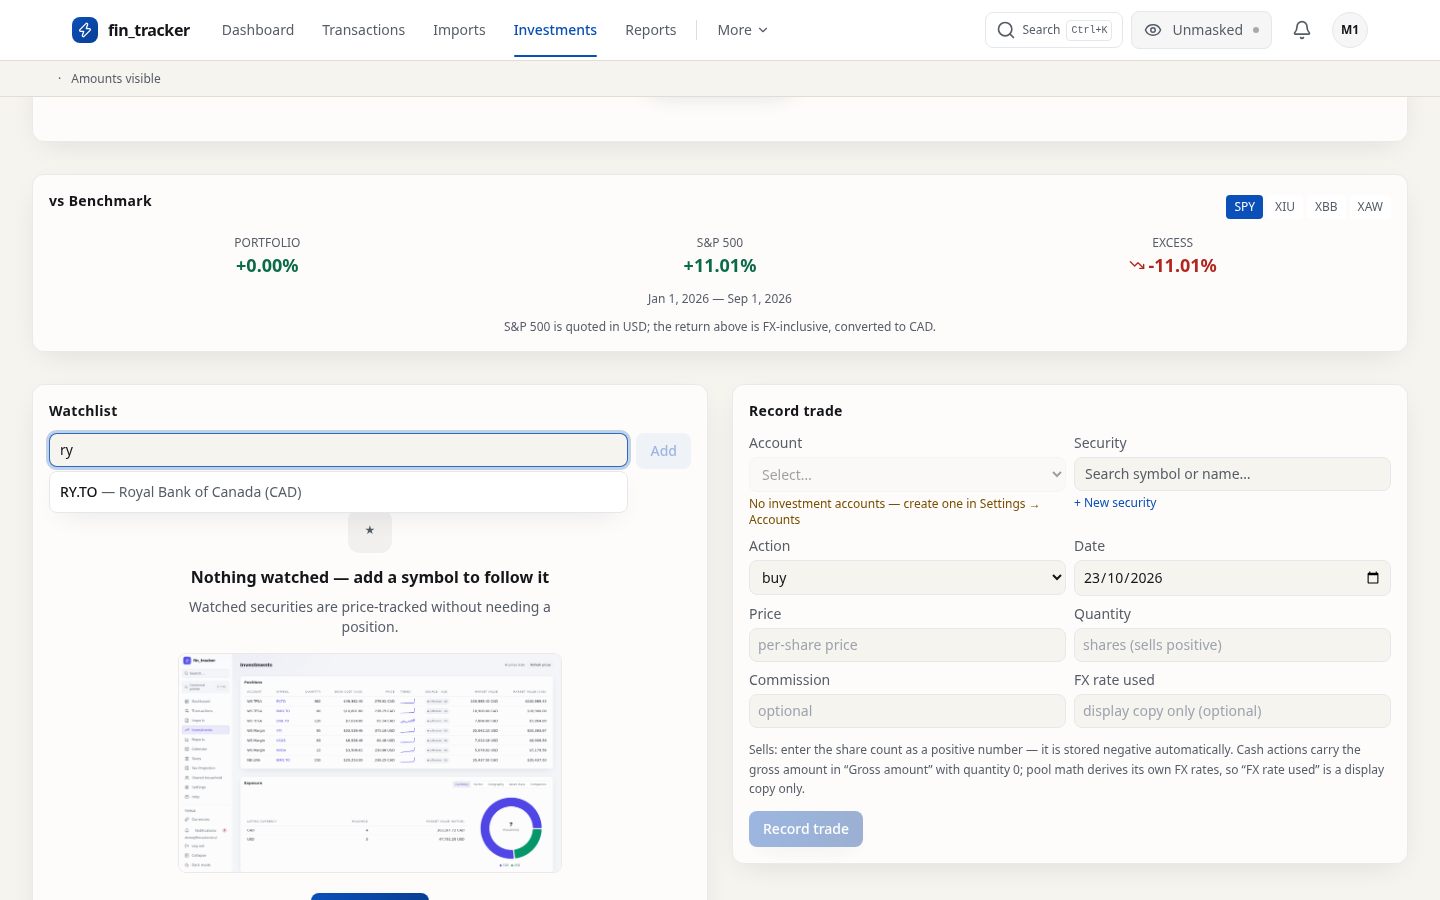 fin_tracker
Dashboard
Transactions
Imports
Investments
Reports
More
Search
Ctrl+K
Unmasked
M1
· Amounts visible
vs Benchmark
SPY
XIU
XBB
XAW
PORTFOLIO
+0.00%
S&P 500
+11.01%
EXCESS
-11.01%
Jan 1, 2026 — Sep 1, 2026
S&P 500 is quoted in USD; the return above is FX-inclusive, converted to CAD.
Watchlist
ry
Add
RY.TO — Royal Bank of Canada (CAD)
Nothing watched — add a symbol to follow it
Watched securities are price-tracked without needing a
position.
fin_tracker
Investments
Positions
Exposure
Record trade
Account
Select...
No investment accounts — create one in Settings →
Accounts
Security
Search symbol or name...
+ New security
Action
buy
Date
23/10/2026
Price
per-share price
Quantity
shares (sells positive)
Commission
optional
FX rate used
display copy only (optional)
Sells: enter the share count as a positive number — it is stored negative automatically. Cash actions carry the
gross amount in “Gross amount” with quantity 0; pool math derives its own FX rates, so “FX rate used” is a display
copy only.
Record trade